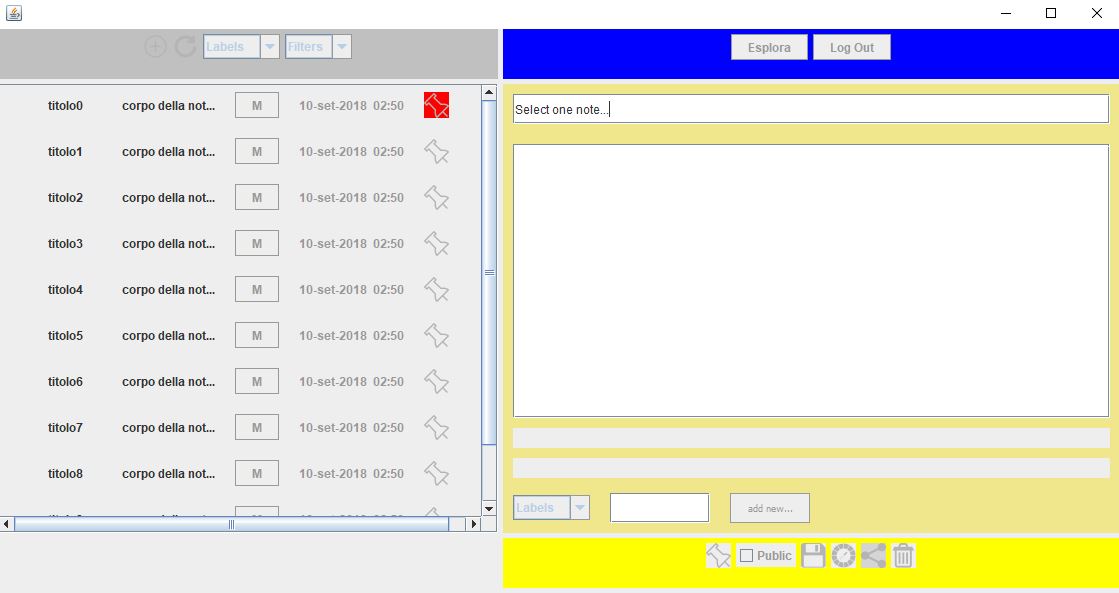 Labels Filters
Esplora Log Out
titolo0 corpo della not... M 10-set-2018 02:50
titolo1 corpo della not... M 10-set-2018 02:50
titolo2 corpo della not... M 10-set-2018 02:50
titolo3 corpo della not... M 10-set-2018 02:50
titolo4 corpo della not... M 10-set-2018 02:50
titolo5 corpo della not... M 10-set-2018 02:50
titolo6 corpo della not... M 10-set-2018 02:50
titolo7 corpo della not... M 10-set-2018 02:50
titolo8 corpo della not... M 10-set-2018 02:50
Select one note...
Labels add new...
Public